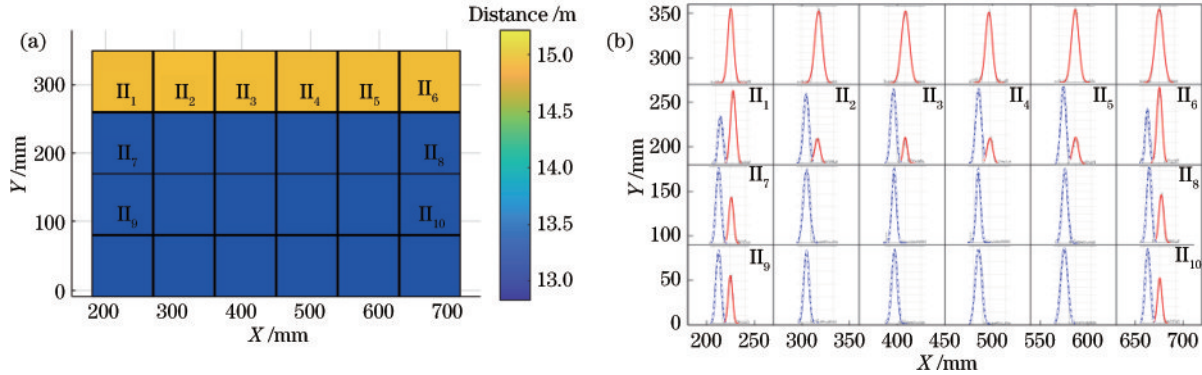 (a)
Distance /m
15.0
14.5
14.0
13.5
13.0
300
200
100
0
Y /mm
II₁ II₂ II₃ II₄ II₅ II₆
II₇ II₈
II₉ II₁₀
200 300 400 500 600 700
X /mm
(b)
350
300
250
200
150
100
50
0
Y /mm
II₁ II₂ II₃ II₄ II₅ II₆
II₇ II₈
II₉ II₁₀
200 250 300 350 400 450 500 550 600 650 700
X /mm